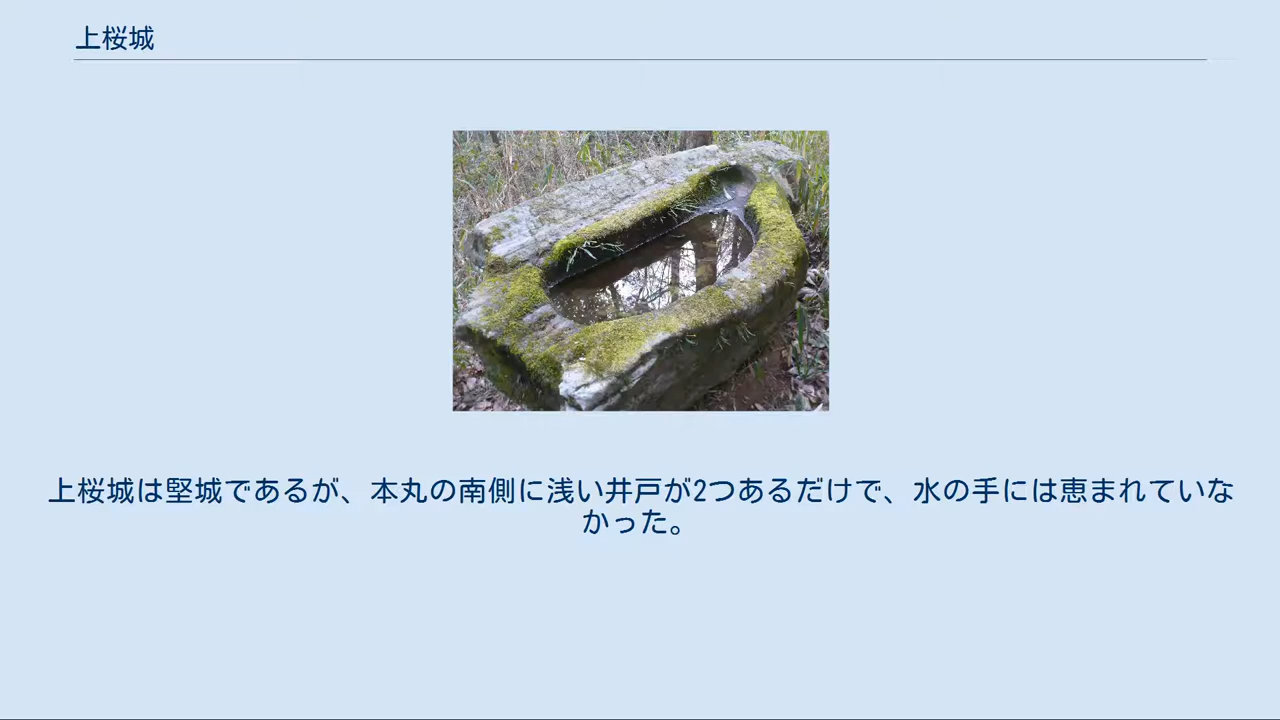 上桜城
上桜城は堅城であるが、本丸の南側に浅い井戸が2つあるだけで、水の手には恵まれていな
かった。